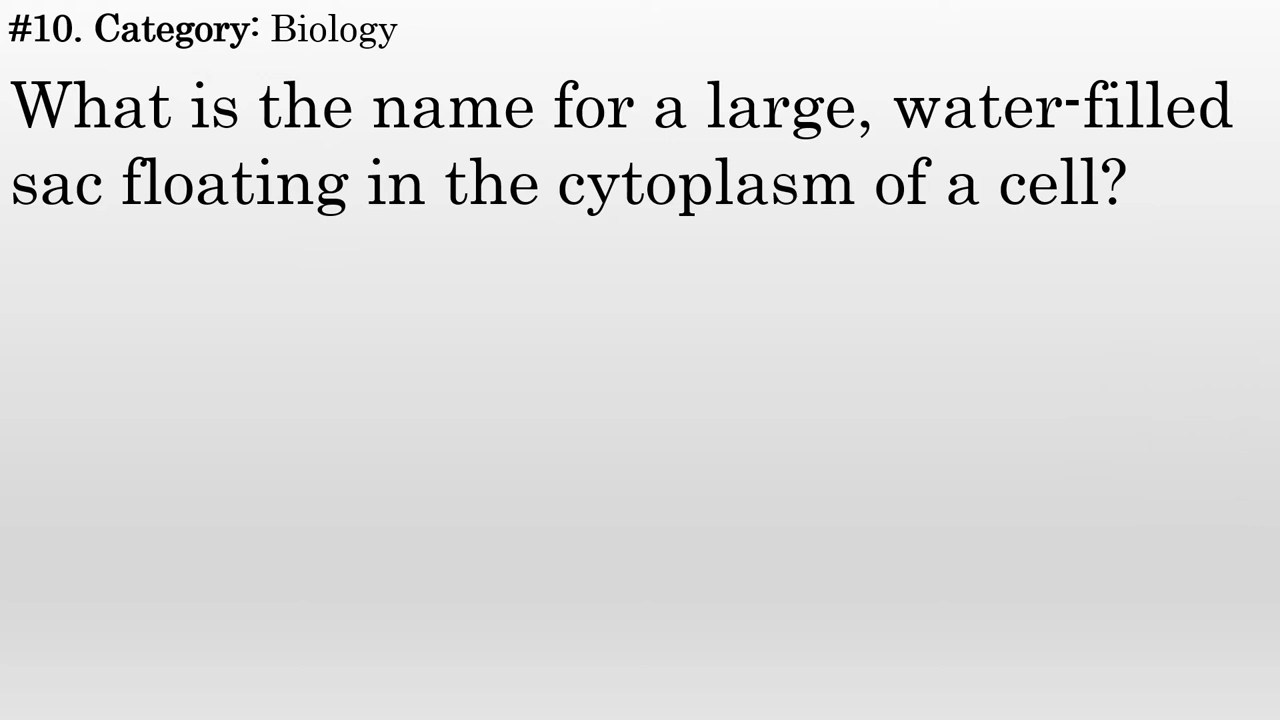 #10. Category: Biology
What is the name for a large, water-filled
sac floating in the cytoplasm of a cell?